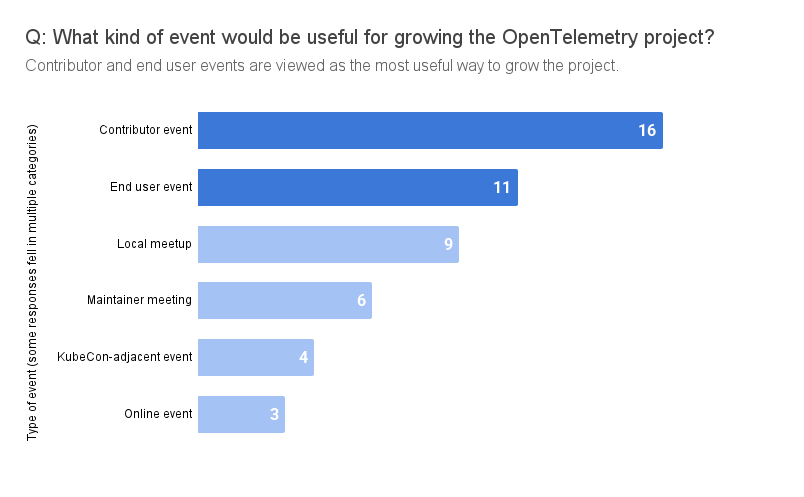 Q: What kind of event would be useful for growing the OpenTelemetry project?
Contributor and end user events are viewed as the most useful way to grow the project.
Type of event (some responses fell in multiple categories)
Contributor event 16
End user event 11
Local meetup 9
Maintainer meeting 6
KubeCon-adjacent event 4
Online event 3